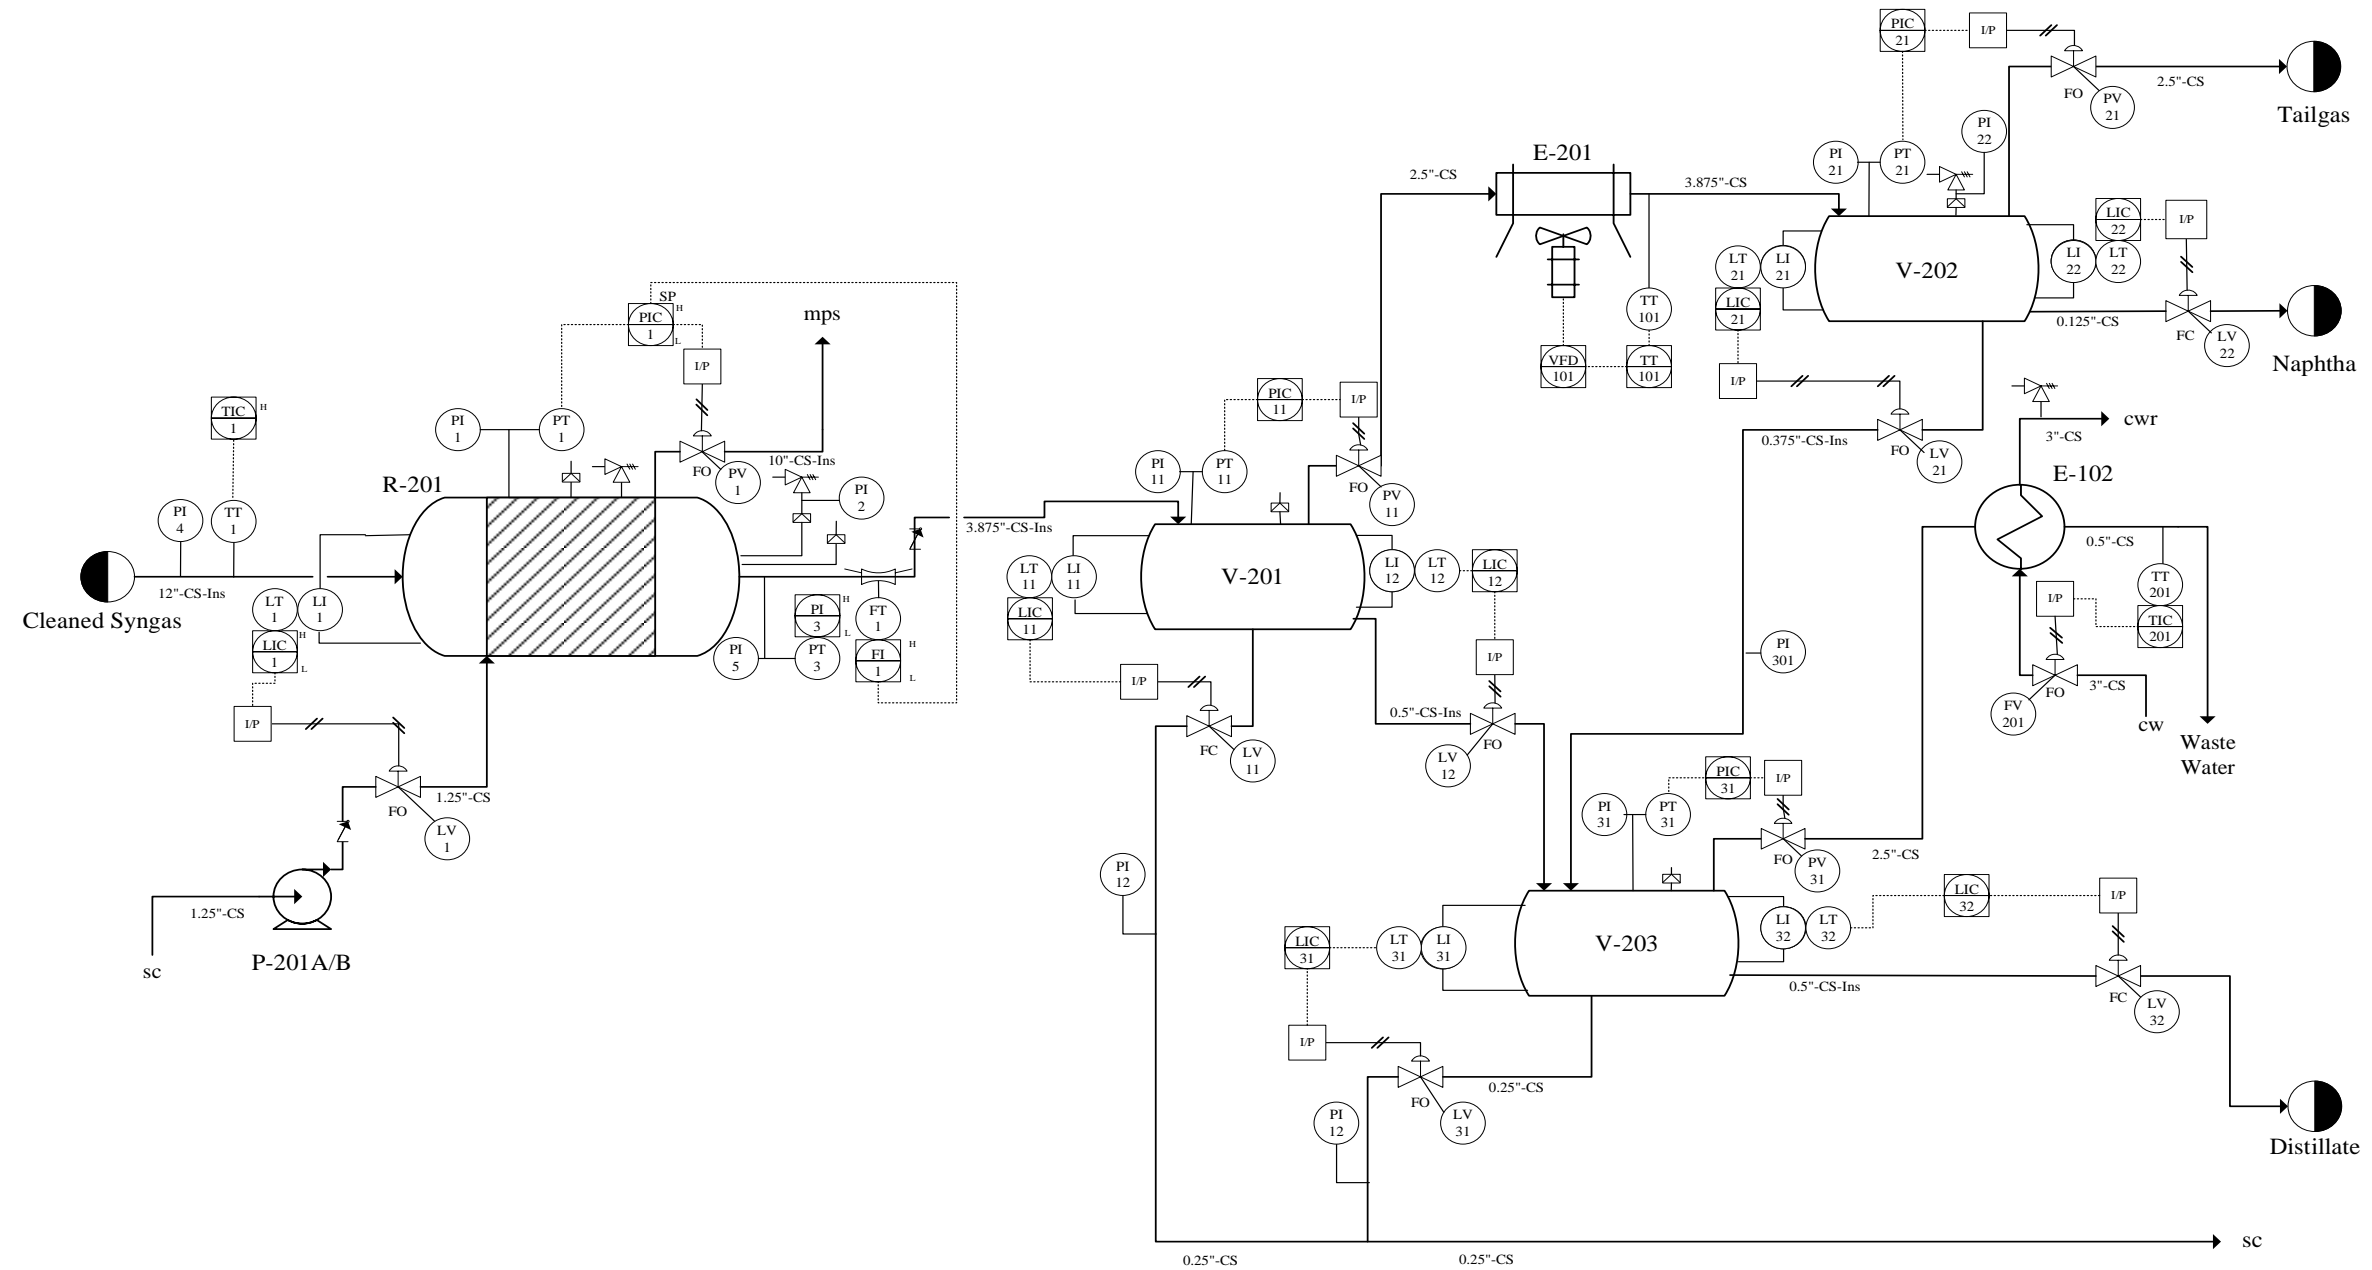 PIC
21
I/P
2.5"-CS
FO
PV
21
Tailgas
PI
22
E-201
PI
21
PT
21
2.5"-CS
3.875"-CS
LIC
22
I/P
LT
21
LI
21
V-202
LI
22
LT
22
LIC
21
TT
101
0.125"-CS
FC
LV
22
Naphtha
VFD
101
TT
101
I/P
SP
PIC
1
H
L
mps
I/P
TIC
1
H
PI
1
PT
1
10"-CS-Ins
FO
PV
1
R-201
PI
4
TT
1
PI
2
12"-CS-Ins
Cleaned Syngas
LT
1
LI
1
LIC
1
H
L
I/P
PI
3
H
L
PI
5
PT
3
FT
1
FI
1
H
L
FO
1.25"-CS
LV
1
1.25"-CS
sc
P-201A/B
PIC
11
I/P
PI
11
PT
11
FO
PV
11
3.875"-CS-Ins
LT
11
LI
11
LIC
11
V-201
LI
12
LT
12
LIC
12
I/P
I/P
FC
LV
11
0.5"-CS-Ins
FO
LV
12
0.375"-CS-Ins
FO
LV
21
cwr
3"-CS
E-102
0.5"-CS
TT
201
I/P
TIC
201
PI
301
FO
3"-CS
FV
201
cw
Waste
Water
PIC
31
I/P
PI
31
PT
31
FO
PV
31
2.5"-CS
PI
12
LIC
32
I/P
LIC
31
LT
31
LI
31
V-203
LI
32
LT
32
0.5"-CS-Ins
FC
LV
32
I/P
0.25"-CS
FO
LV
31
PI
12
Distillate
0.25"-CS
0.25"-CS
sc